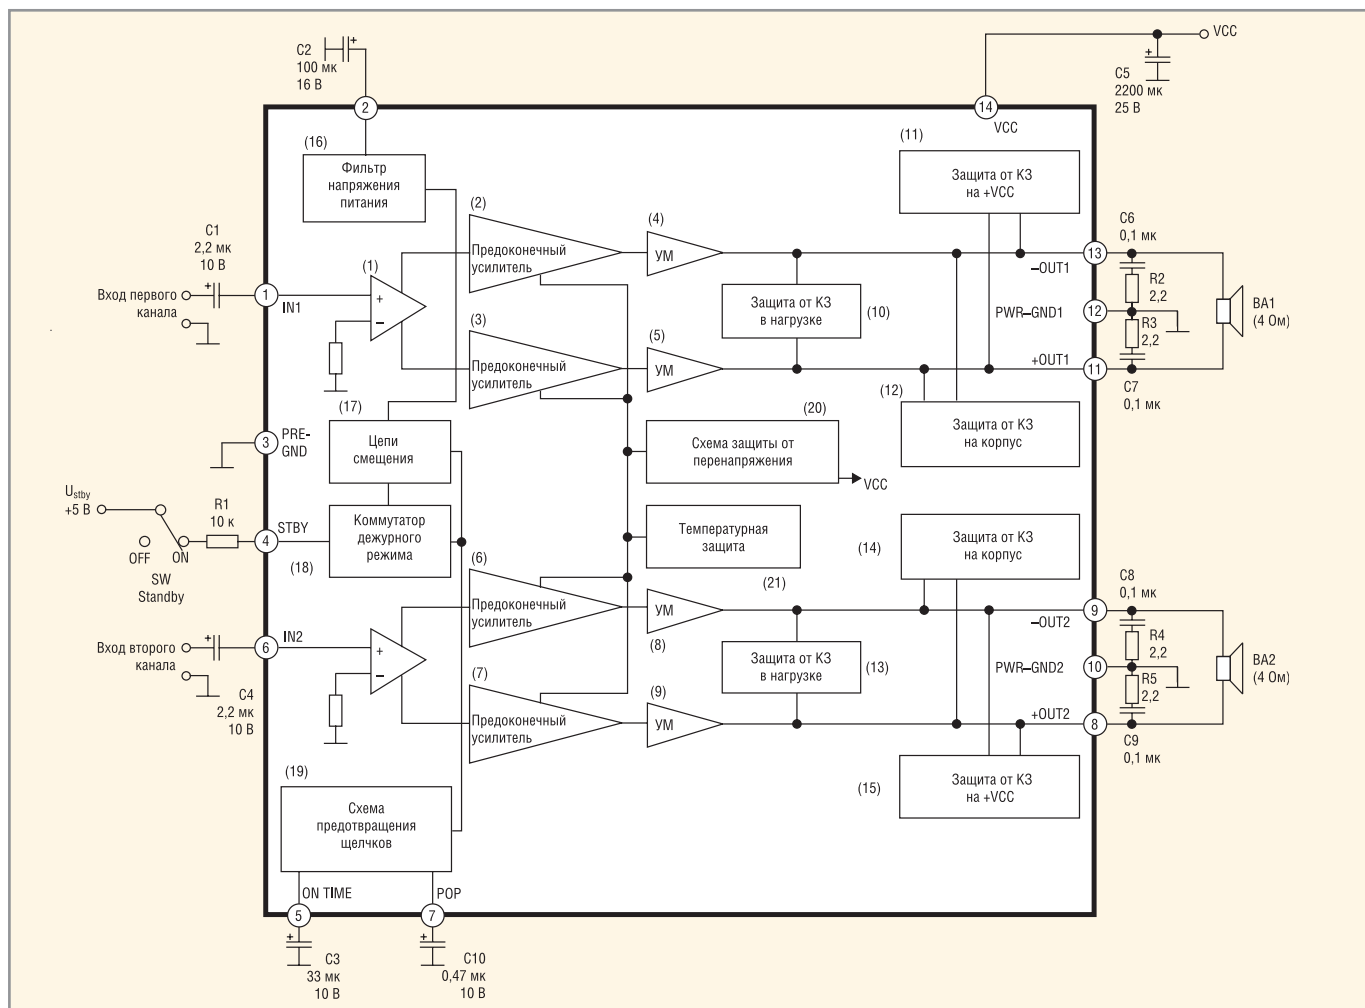 C2
100 мк
16 В
2
VCC
C5
2200 мк
25 В
14
VCC
(16)
Фильтр
напряжения
питания
(11)
Защита от КЗ
на +VCC
C1
2,2 мк
10 В
Вход первого
канала
1
IN1
(1)
+
–
(2)
Предоконечный
усилитель
(4)
УМ
(3)
Предоконечный
усилитель
(5)
УМ
Защита от КЗ
в нагрузке
(10)
13
–OUT1
PWR–GND1
12
+OUT1
11
C6
0,1 мк
R2
2,2
R3
2,2
C7
0,1 мк
BA1
(4 Ом)
(12)
Защита от КЗ
на корпус
3
PRE-
GND
(17)
Цепи
смещения
(20)
Схема защиты от
перенапряжения
VCC
Ustby
+5 В
OFF
ON
SW
Standby
R1
10 к
4
STBY
(18)
Коммутатор
дежурного
режима
Температурная
защита
(21)
(14)
Защита от КЗ
на корпус
Вход второго
канала
C4
2,2 мк
10 В
6
IN2
+
–
(6)
Предоконечный
усилитель
УМ
(8)
(7)
Предоконечный
усилитель
(9)
УМ
Защита от КЗ
в нагрузке
(13)
9
–OUT2
PWR–GND2
10
+OUT2
8
C8
0,1 мк
R4
2,2
R5
2,2
C9
0,1 мк
BA2
(4 Ом)
(15)
Защита от КЗ
на +VCC
(19)
Схема
предотвращения
щелчков
ON TIME
5
POP
7
+
C3
33 мк
10 В
+
C10
0,47 мк
10 В